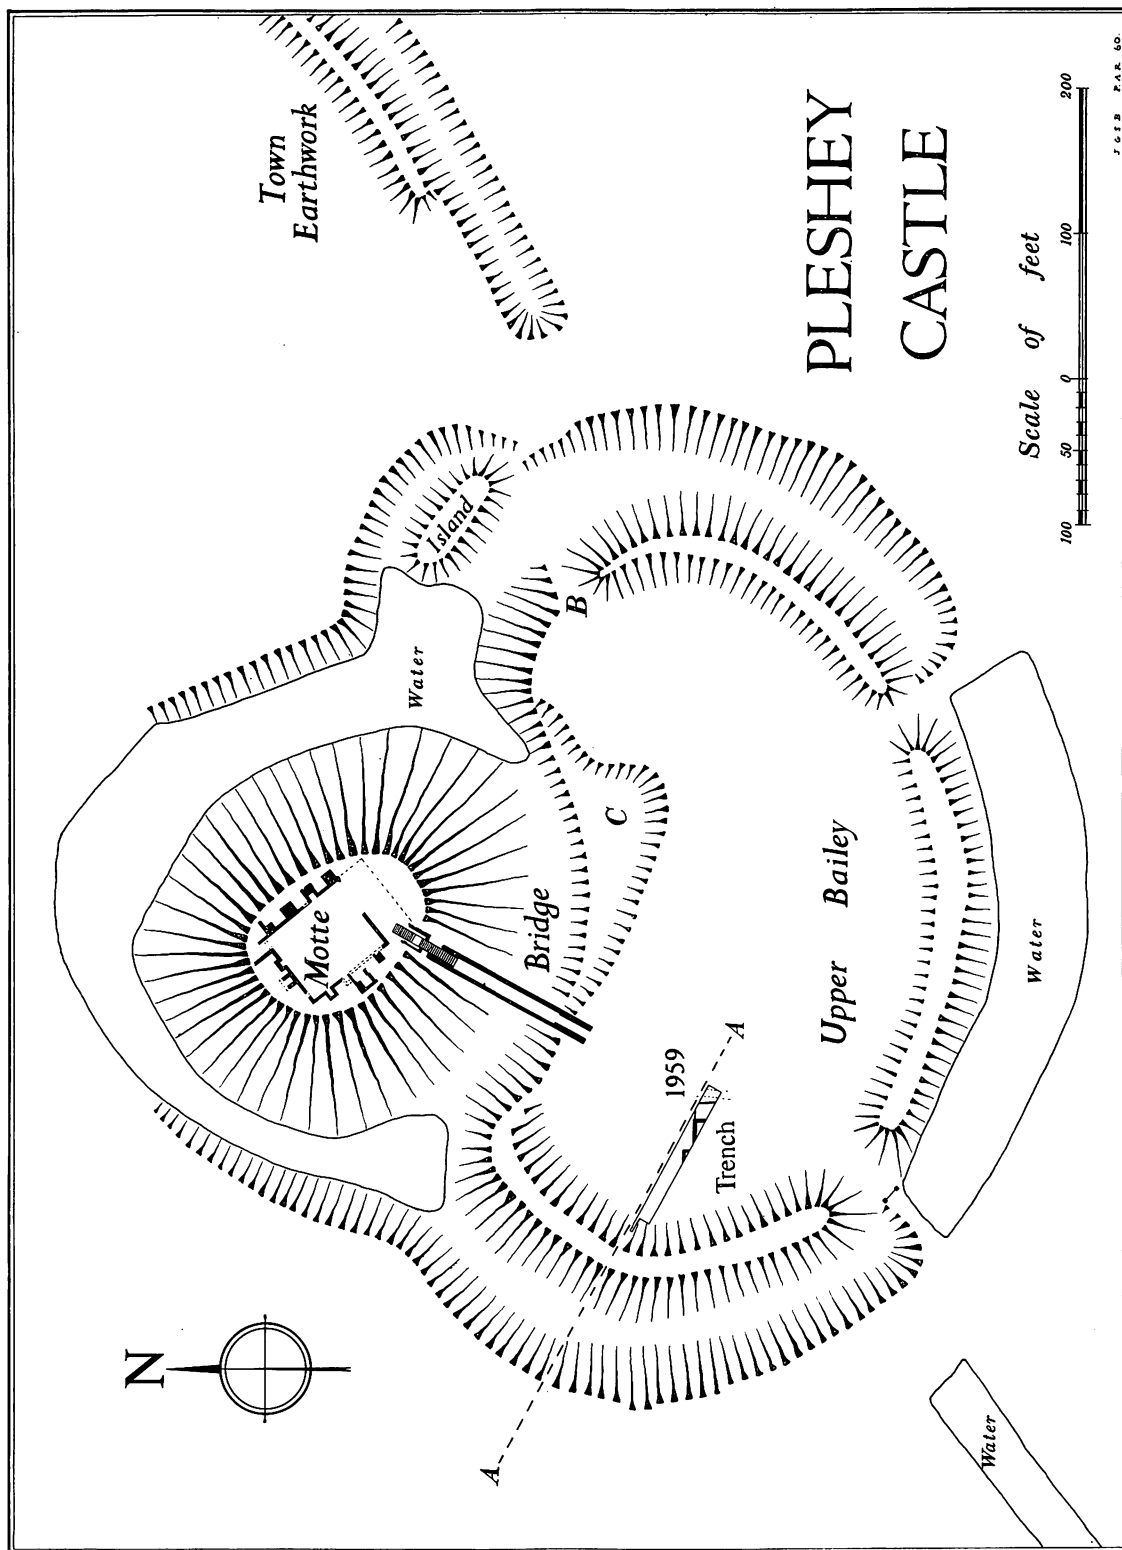 PLESHEY
CASTLE
Scale of feet
100 50 0 100 200
N
Town
Earthwork
Island
Water
B
Motte
Bridge
C
Upper Bailey
A
1959
Trench
A
Water
Water